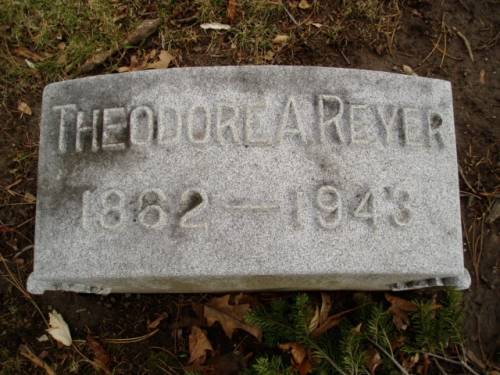 THEODORE A. REYER
1862 — 1943